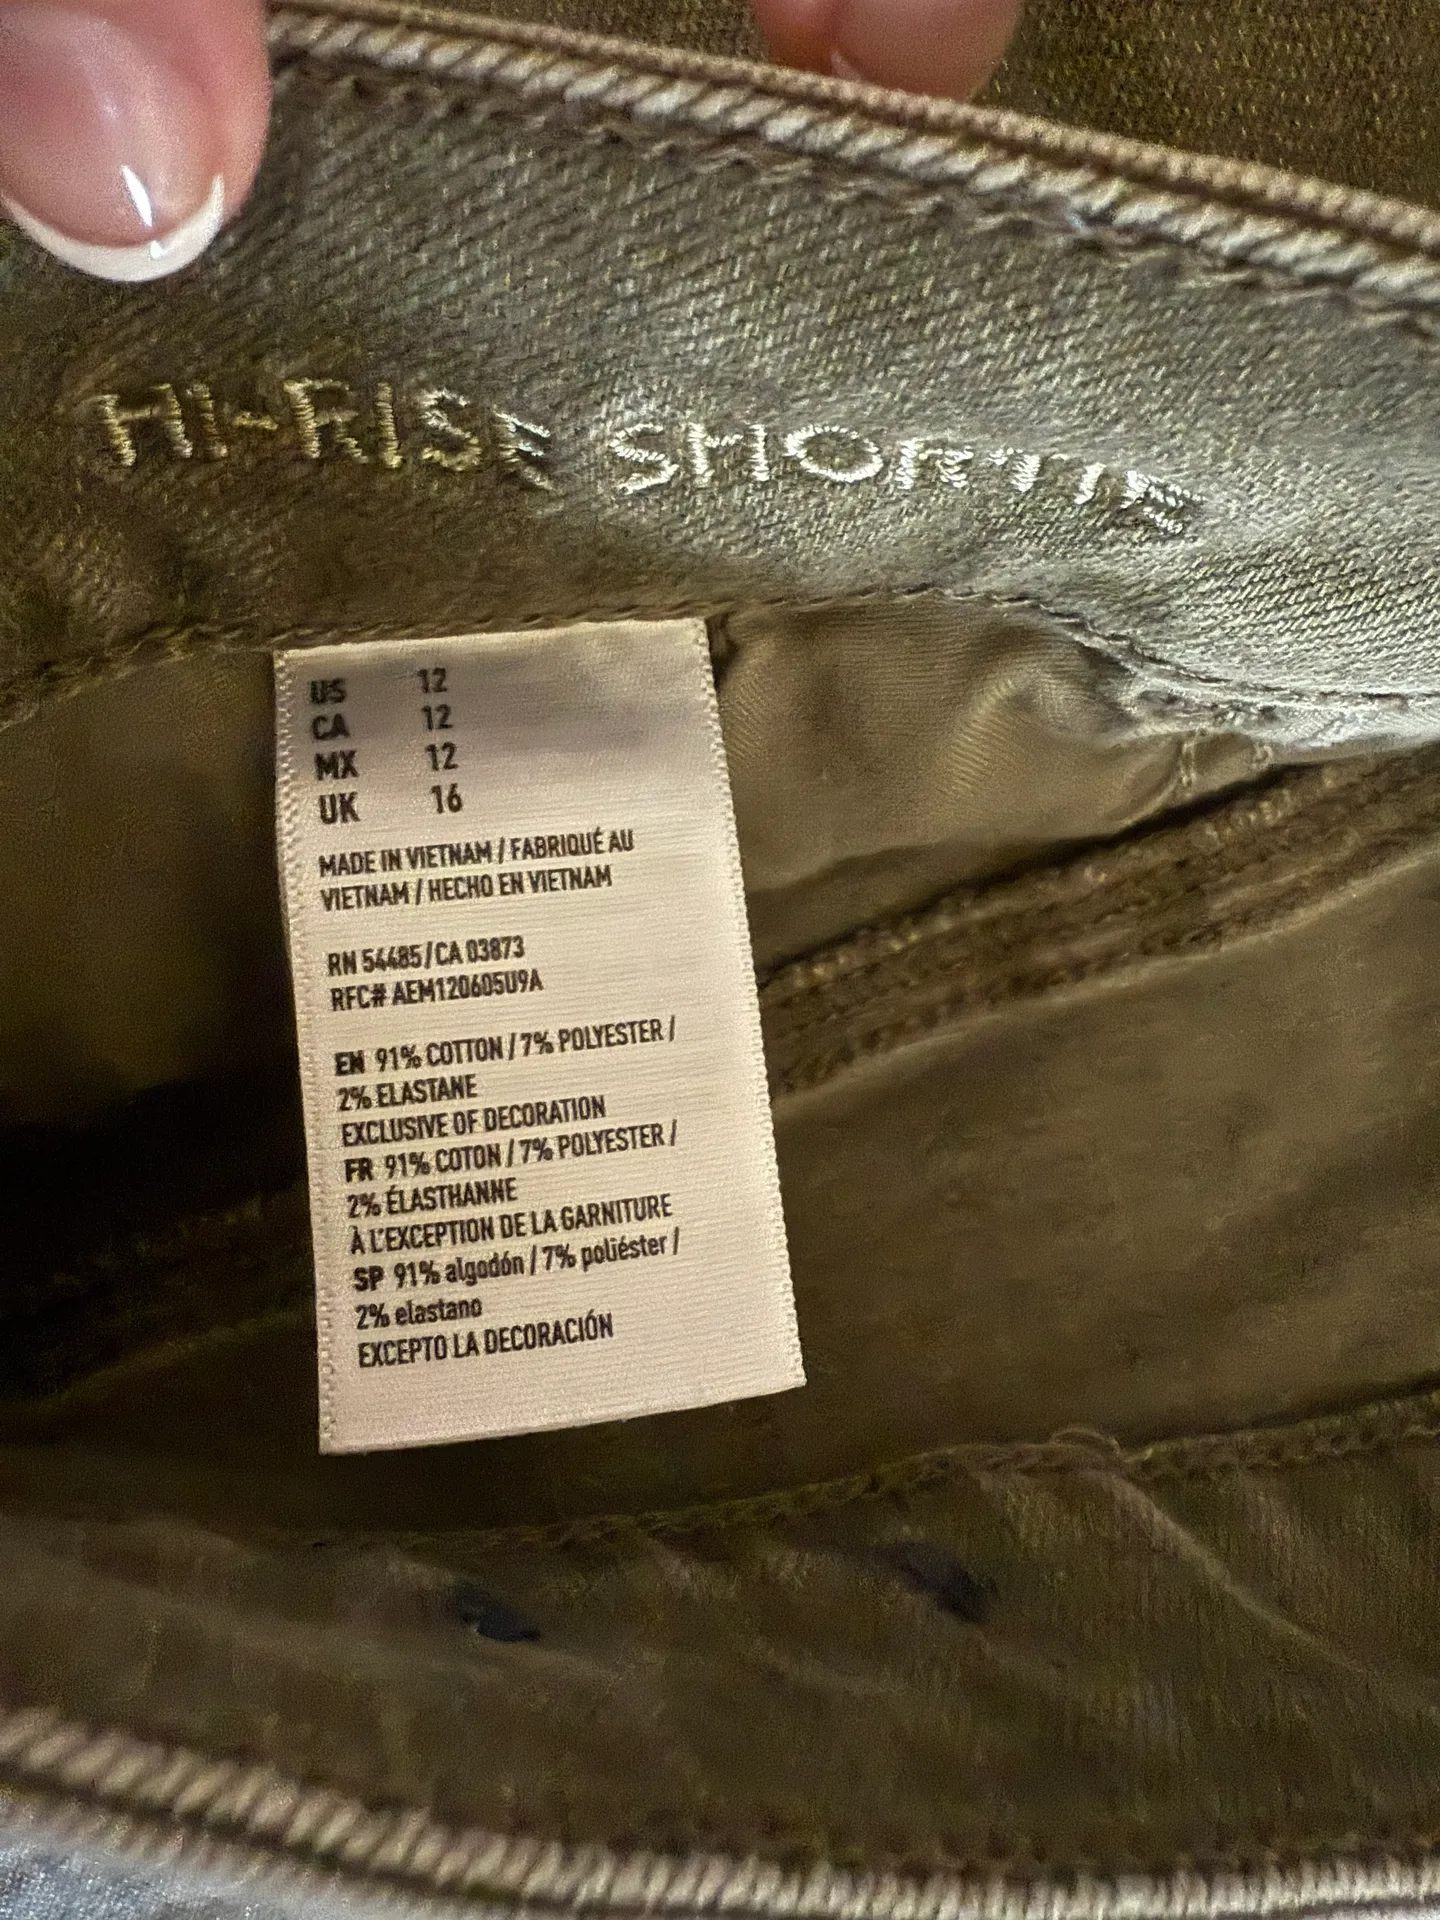 HI-RISE SHORTIE
US 12
CA 12
MX 12
UK 16
MADE IN VIETNAM / FABRIQUÉ AU
VIETNAM / HECHO EN VIETNAM
RN 54485/CA 03873
RFC# AEM120605U9A
EN 91% COTTON / 7% POLYESTER /
2% ELASTANE
EXCLUSIVE OF DECORATION
FR 91% COTON / 7% POLYESTER /
2% ÉLASTHANNE
À L'EXCEPTION DE LA GARNITURE
SP 91% algodón / 7% poliéster /
2% elastano
EXCEPTO LA DECORACIÓN